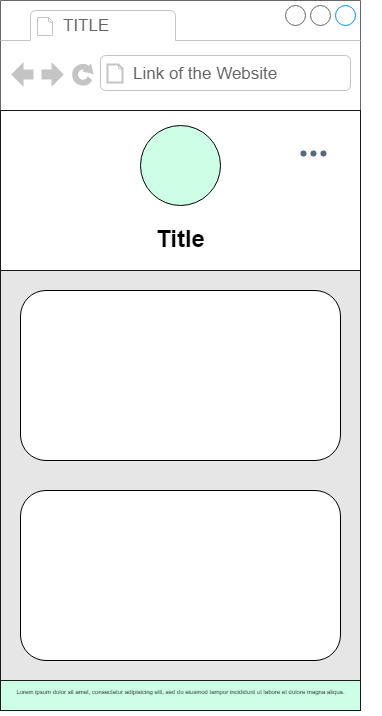 TITLE
Link of the Website
Title
Lorem ipsum dolor sit amet, consectetur adipisicing elit, sed do eiusmod tempor incididunt ut labore et dolore magna aliqua.